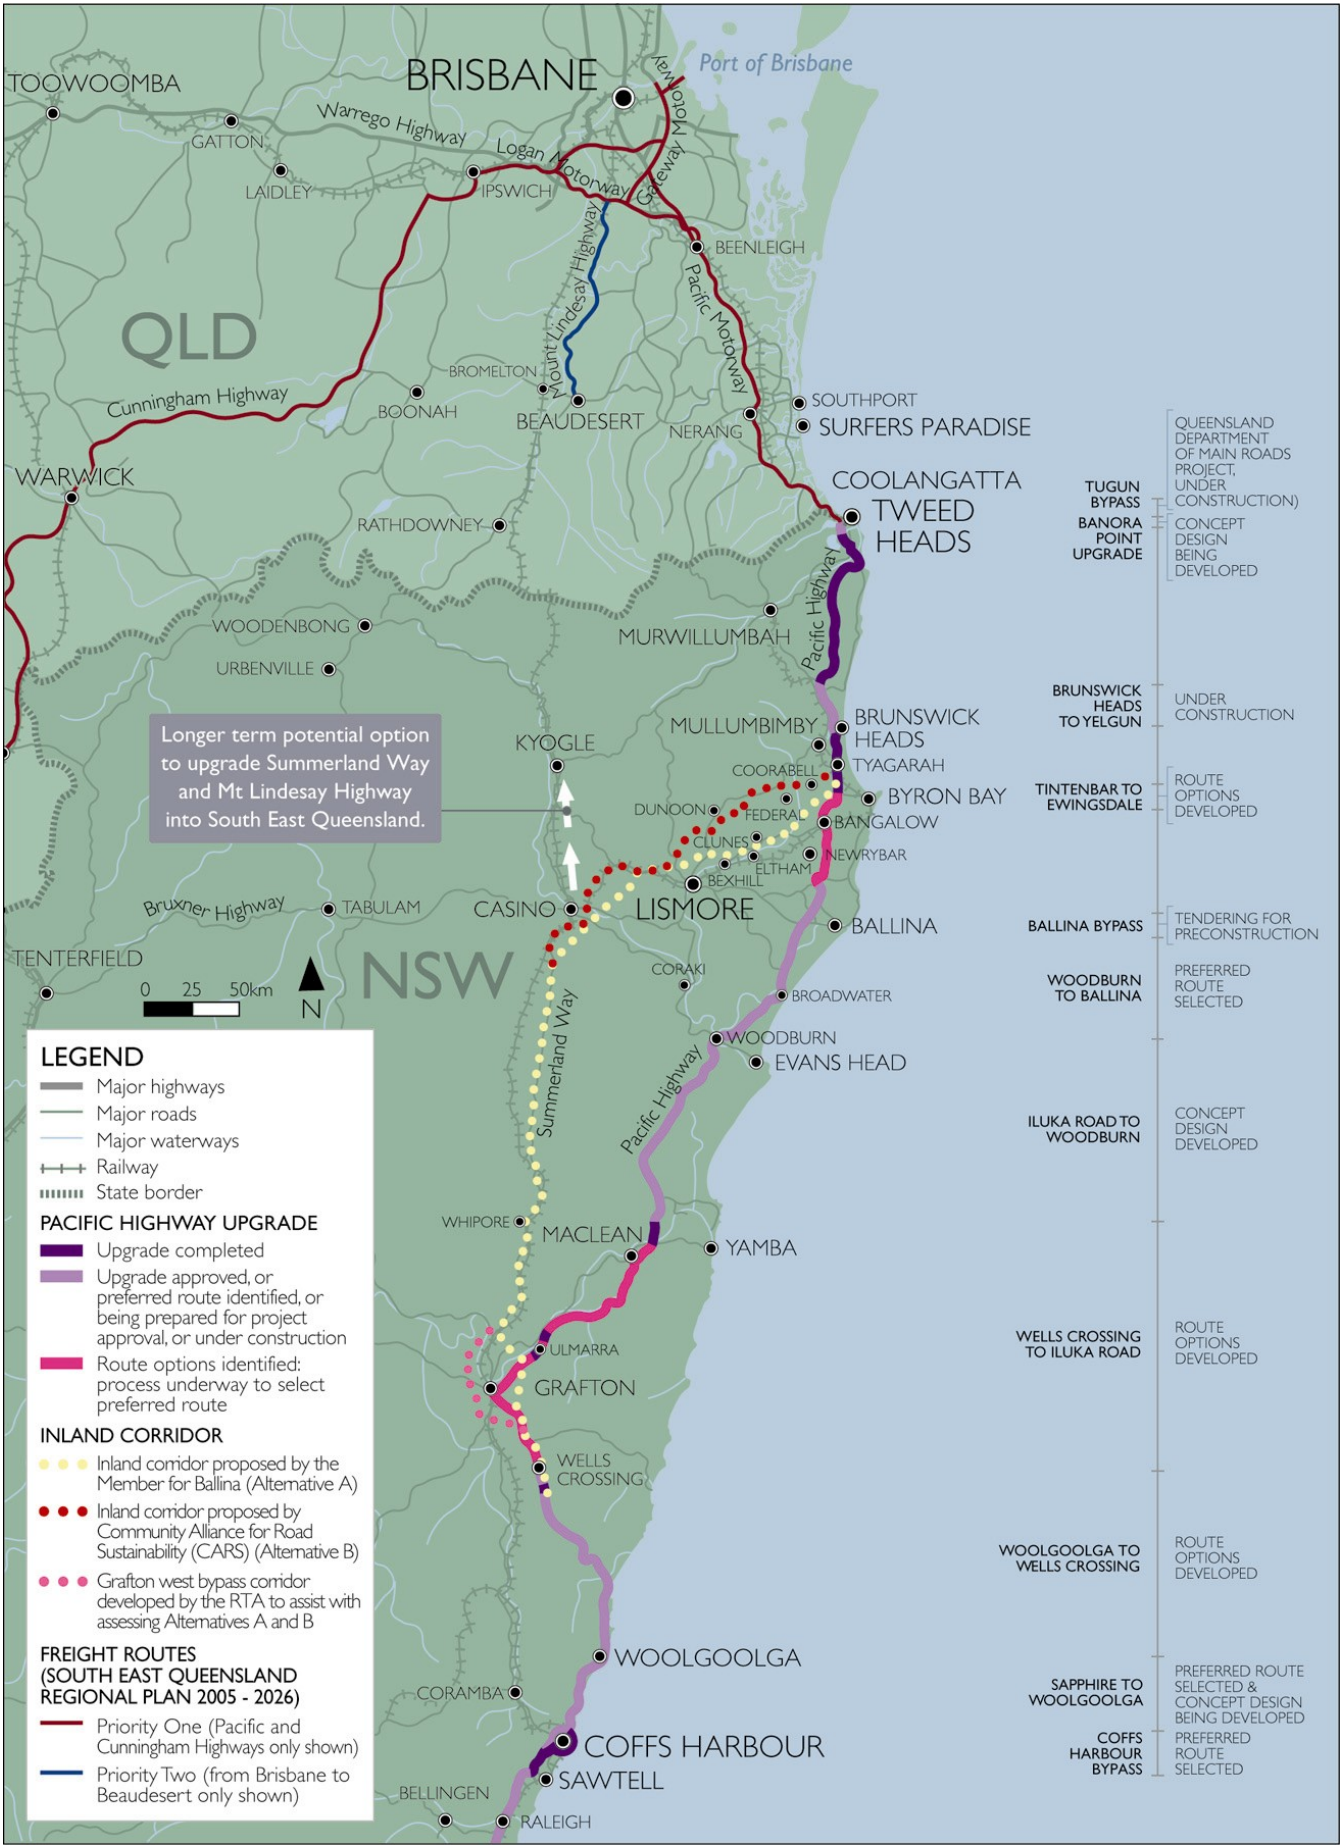 Port of Brisbane
BRISBANE
TOOWOOMBA
GATTON
LAIDLEY
Warrego Highway
Logan Motorway
Gateway Motorway
IPSWICH
BEENLEIGH
Mount Lindesay Highway
Pacific Motorway
QLD
Cunningham Highway
BROMELTON
BOONAH
BEAUDESERT
NERANG
SOUTHPORT
SURFERS PARADISE
WARWICK
RATHDOWNEY
COOLANGATTA
TWEED
HEADS
Pacific Highway
WOODENBONG
URBENVILLE
MURWILLUMBAH
Longer term potential option
to upgrade Summerland Way
and Mt Lindesay Highway
into South East Queensland.
KYOGLE
MULLUMBIMBY
BRUNSWICK
HEADS
TYAGARAH
COORABELL
BYRON BAY
DUNOON
FEDERAL
BANGALOW
CLUNES
NEWRYBAR
ELTHAM
BEXHILL
LISMORE
Bruxner Highway
TABULAM
CASINO
BALLINA
TENTERFIELD
NSW
CORAKI
BROADWATER
0 25 50km
N
Summerland Way
WOODBURN
EVANS HEAD
Pacific Highway
WHIPORE
MACLEAN
YAMBA
ULMARRA
GRAFTON
WELLS
CROSSING
WOOLGOOLGA
CORAMBA
COFFS HARBOUR
SAWTELL
BELLINGEN
RALEIGH
LEGEND
Major highways
Major roads
Major waterways
Railway
State border
PACIFIC HIGHWAY UPGRADE
Upgrade completed
Upgrade approved, or
preferred route identified, or
being prepared for project
approval, or under construction
Route options identified:
process underway to select
preferred route
INLAND CORRIDOR
Inland corridor proposed by the
Member for Ballina (Alternative A)
Inland corridor proposed by
Community Alliance for Road
Sustainability (CARS) (Alternative B)
Grafton west bypass corridor
developed by the RTA to assist with
assessing Alternatives A and B
FREIGHT ROUTES
(SOUTH EAST QUEENSLAND
REGIONAL PLAN 2005 - 2026)
Priority One (Pacific and
Cunningham Highways only shown)
Priority Two (from Brisbane to
Beaudesert only shown)
TUGUN
BYPASS
QUEENSLAND
DEPARTMENT
OF MAIN ROADS
PROJECT,
UNDER
CONSTRUCTION)
BANORA
POINT
UPGRADE
CONCEPT
DESIGN
BEING
DEVELOPED
BRUNSWICK
HEADS
TO YELGUN
UNDER
CONSTRUCTION
TINTENBAR TO
EWINGSDALE
ROUTE
OPTIONS
DEVELOPED
BALLINA BYPASS
TENDERING FOR
PRECONSTRUCTION
WOODBURN
TO BALLINA
PREFERRED
ROUTE
SELECTED
ILUKA ROAD TO
WOODBURN
CONCEPT
DESIGN
DEVELOPED
WELLS CROSSING
TO ILUKA ROAD
ROUTE
OPTIONS
DEVELOPED
WOOLGOOLGA TO
WELLS CROSSING
ROUTE
OPTIONS
DEVELOPED
SAPPHIRE TO
WOOLGOOLGA
PREFERRED ROUTE
SELECTED &
CONCEPT DESIGN
BEING DEVELOPED
COFFS
HARBOUR
BYPASS
PREFERRED
ROUTE
SELECTED